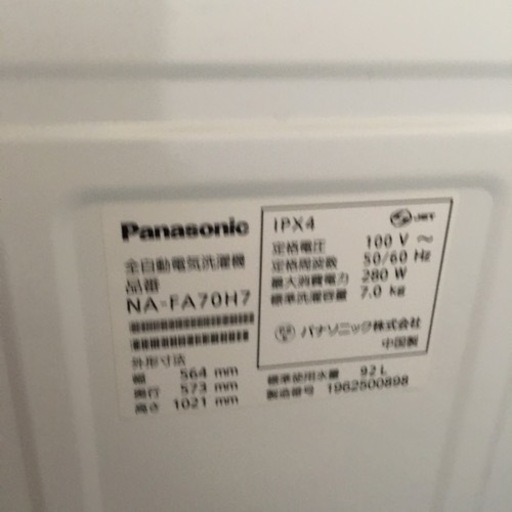 Panasonic
全自動電気洗濯機
品番
NA-FA70H7
外形寸法
幅 564 mm
奥行 573 mm
高さ 1021 mm
IPX4
JET
定格電圧 100 V ～
定格周波数 50/60 Hz
最大消費電力 280 W
標準洗濯容量 7.0 kg
パナソニック株式会社
中国製
標準使用水量 92 L
製造番号 1962500898